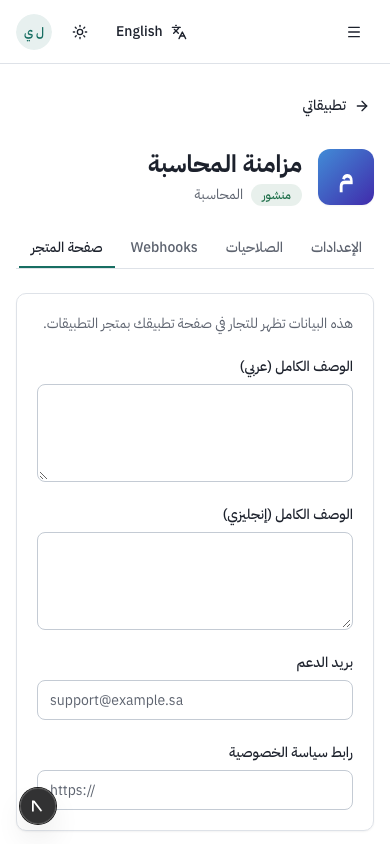 English
ل ي
تطبيقاتي
م
مزامنة المحاسبة
منشور المحاسبة
الإعدادات الصلاحيات Webhooks صفحة المتجر
هذه البيانات تظهر للتجار في صفحة تطبيقك بمتجر التطبيقات.
الوصف الكامل (عربي)
الوصف الكامل (إنجليزي)
بريد الدعم
support@example.sa
رابط سياسة الخصوصية
https://